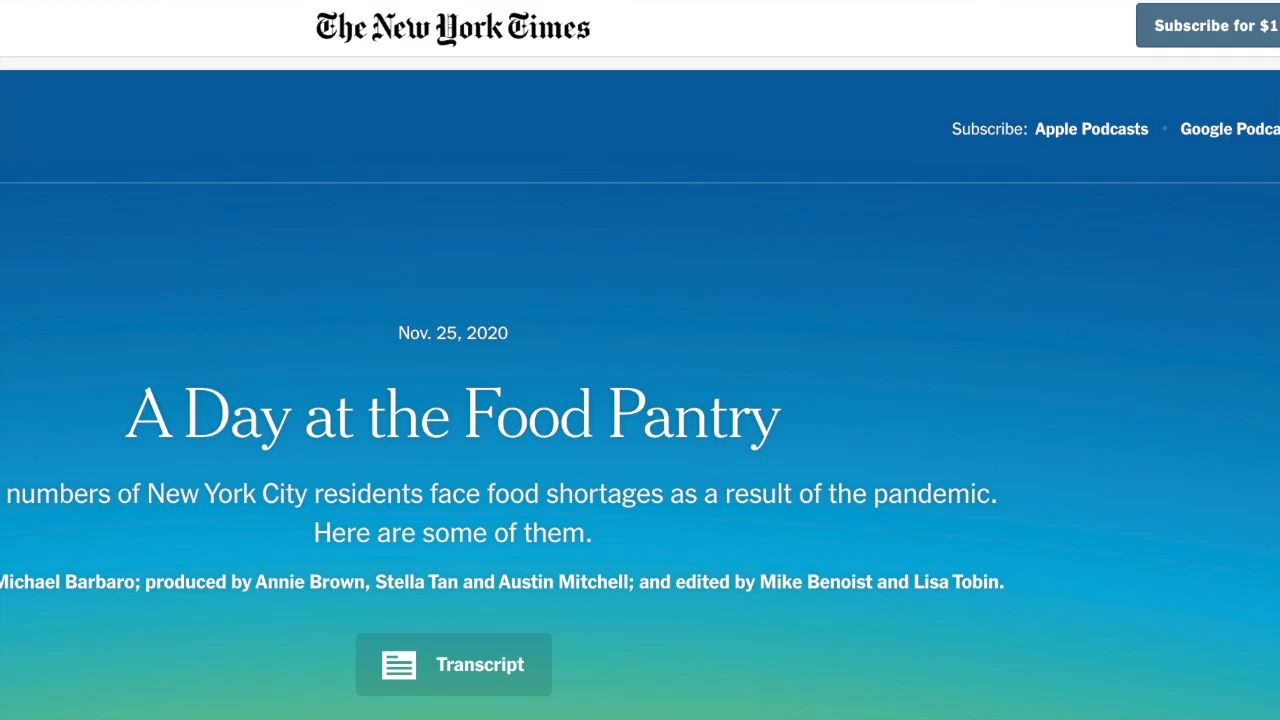 The New York Times
Subscribe for $1
Subscribe: Apple Podcasts • Google Podca
Nov. 25, 2020
A Day at the Food Pantry
numbers of New York City residents face food shortages as a result of the pandemic.
Here are some of them.
Michael Barbaro; produced by Annie Brown, Stella Tan and Austin Mitchell; and edited by Mike Benoist and Lisa Tobin.
Transcript